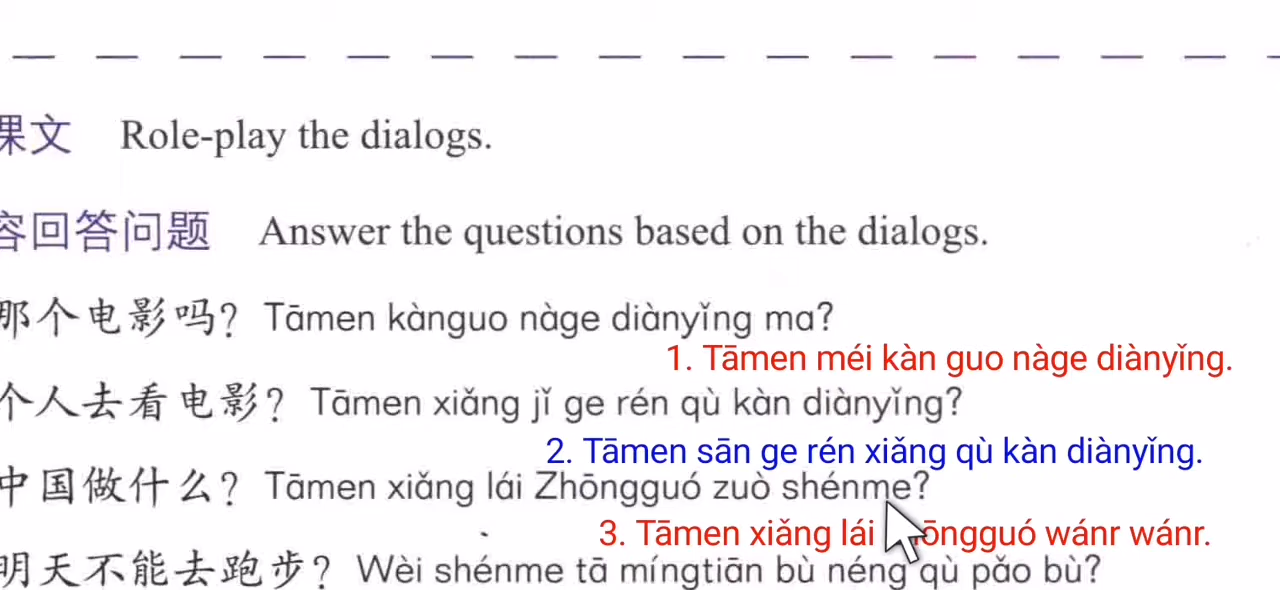 课文 Role-play the dialogs.
容回答问题 Answer the questions based on the dialogs.
那个电影吗？ Tāmen kànguo nàge diànyǐng ma?
1. Tāmen méi kàn guo nàge diànyǐng.
个人去看电影？ Tāmen xiǎng jǐ ge rén qù kàn diànyǐng?
2. Tāmen sān ge rén xiǎng qù kàn diànyǐng.
中国做什么？ Tāmen xiǎng lái Zhōngguó zuò shénme?
3. Tāmen xiǎng lái ōngguó wánr wánr.
明天不能去跑步？ Wèi shénme tā míngtiān bù néng qù pǎo bù?